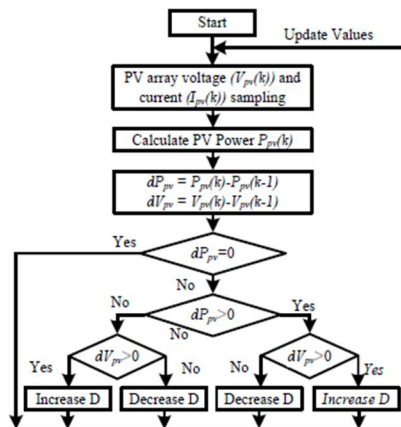 Start
Update Values
PV array voltage (Vpv(k)) and
current (Ipv(k)) sampling
Calculate PV Power Ppv(k)
dPpv = Ppv(k)-Ppv(k-1)
dVpv = Vpv(k)-Vpv(k-1)
Yes
dPpv=0
No
No
dPpv>0
Yes
No
dVpv>0
dVpv>0
Yes
No
No
Yes
Increase D
Decrease D
Decrease D
Increase D